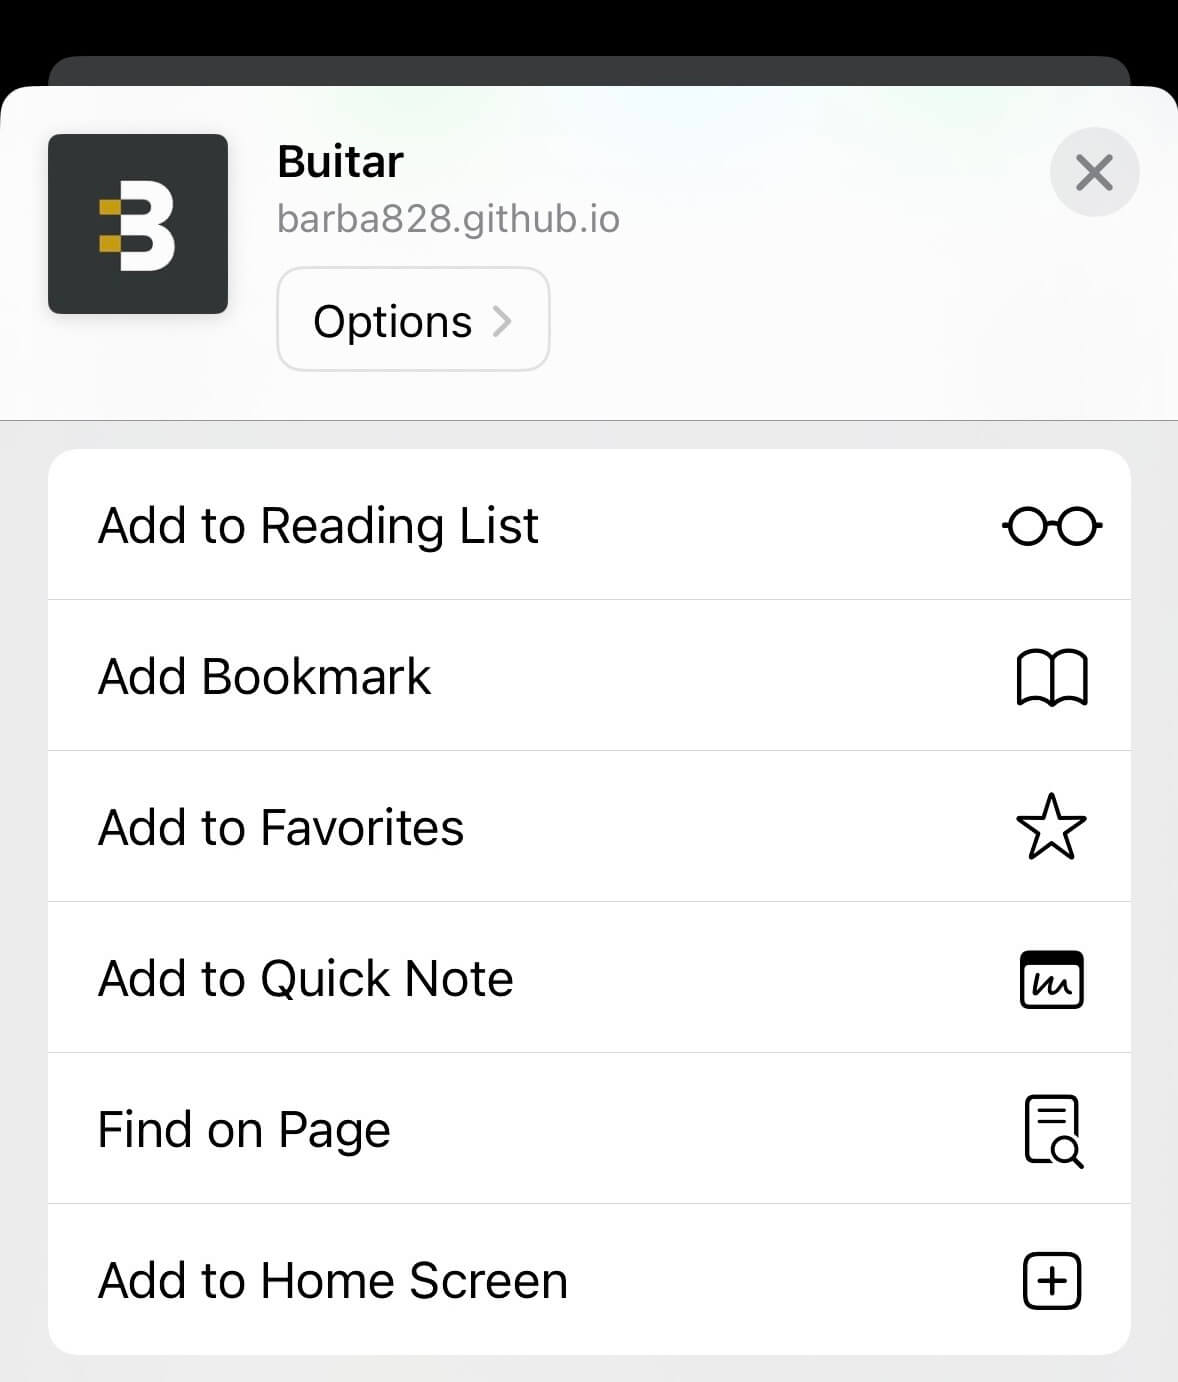 B
Buitar
barba828.github.io
Options
Add to Reading List
Add Bookmark
Add to Favorites
Add to Quick Note
Find on Page
Add to Home Screen